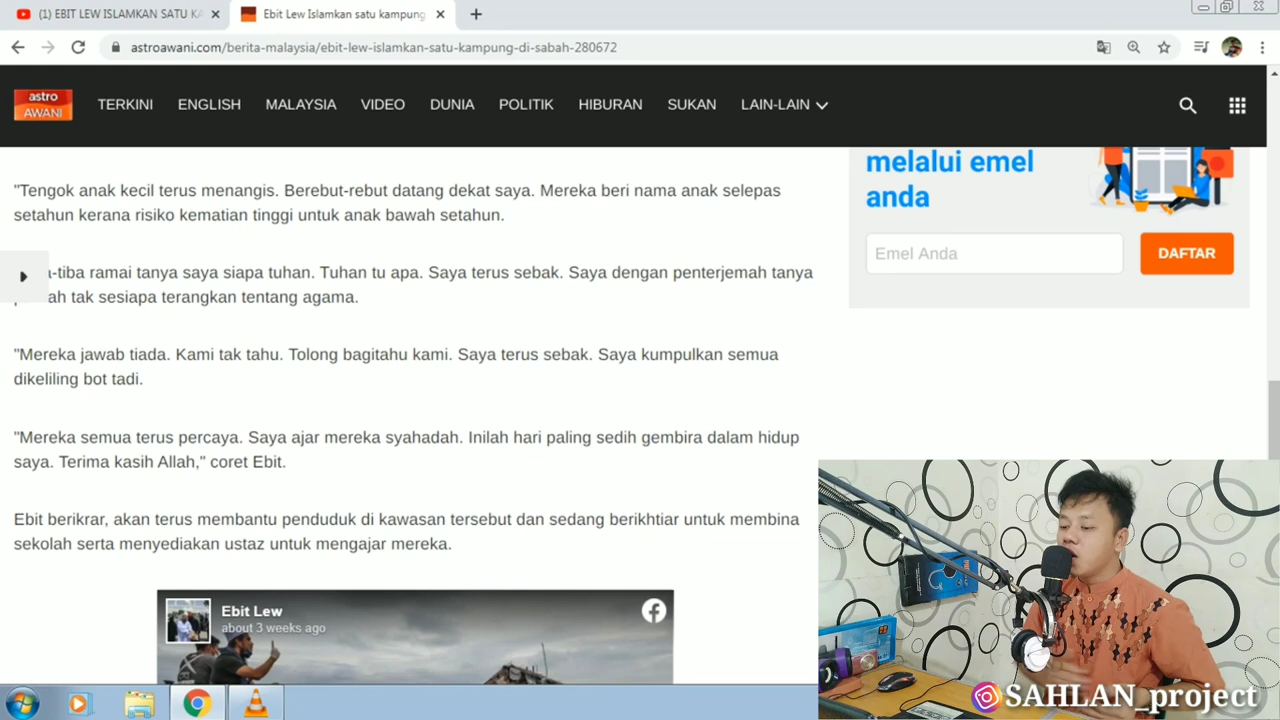 (1) EBIT LEW ISLAMKAN SATU KA
Ebit Lew Islamkan satu kampung
astroawani.com/berita-malaysia/ebit-lew-islamkan-satu-kampung-di-sabah-280672
astro
AWANI
TERKINI ENGLISH MALAYSIA VIDEO DUNIA POLITIK HIBURAN SUKAN LAIN-LAIN
"Tengok anak kecil terus menangis. Berebut-rebut datang dekat saya. Mereka beri nama anak selepas
setahun kerana risiko kematian tinggi untuk anak bawah setahun.
-tiba ramai tanya saya siapa tuhan. Tuhan tu apa. Saya terus sebak. Saya dengan penterjemah tanya
tak sesiapa terangkan tentang agama.
"Mereka jawab tiada. Kami tak tahu. Tolong bagitahu kami. Saya terus sebak. Saya kumpulkan semua
dikeliling bot tadi.
"Mereka semua terus percaya. Saya ajar mereka syahadah. Inilah hari paling sedih gembira dalam hidup
saya. Terima kasih Allah," coret Ebit.
Ebit berikrar, akan terus membantu penduduk di kawasan tersebut dan sedang berikhtiar untuk membina
sekolah serta menyediakan ustaz untuk mengajar mereka.
Ebit Lew
about 3 weeks ago
melalui emel
anda
Emel Anda
DAFTAR
SAHLAN_project